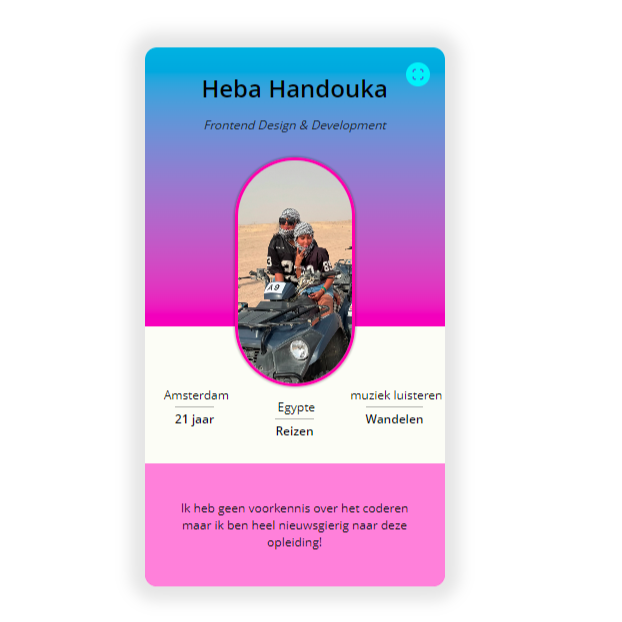 Heba Handouka
Frontend Design & Development
A9
Amsterdam
21 jaar
Egypte
Reizen
muziek luisteren
Wandelen
Ik heb geen voorkennis over het coderen
maar ik ben heel nieuwsgierig naar deze
opleiding!